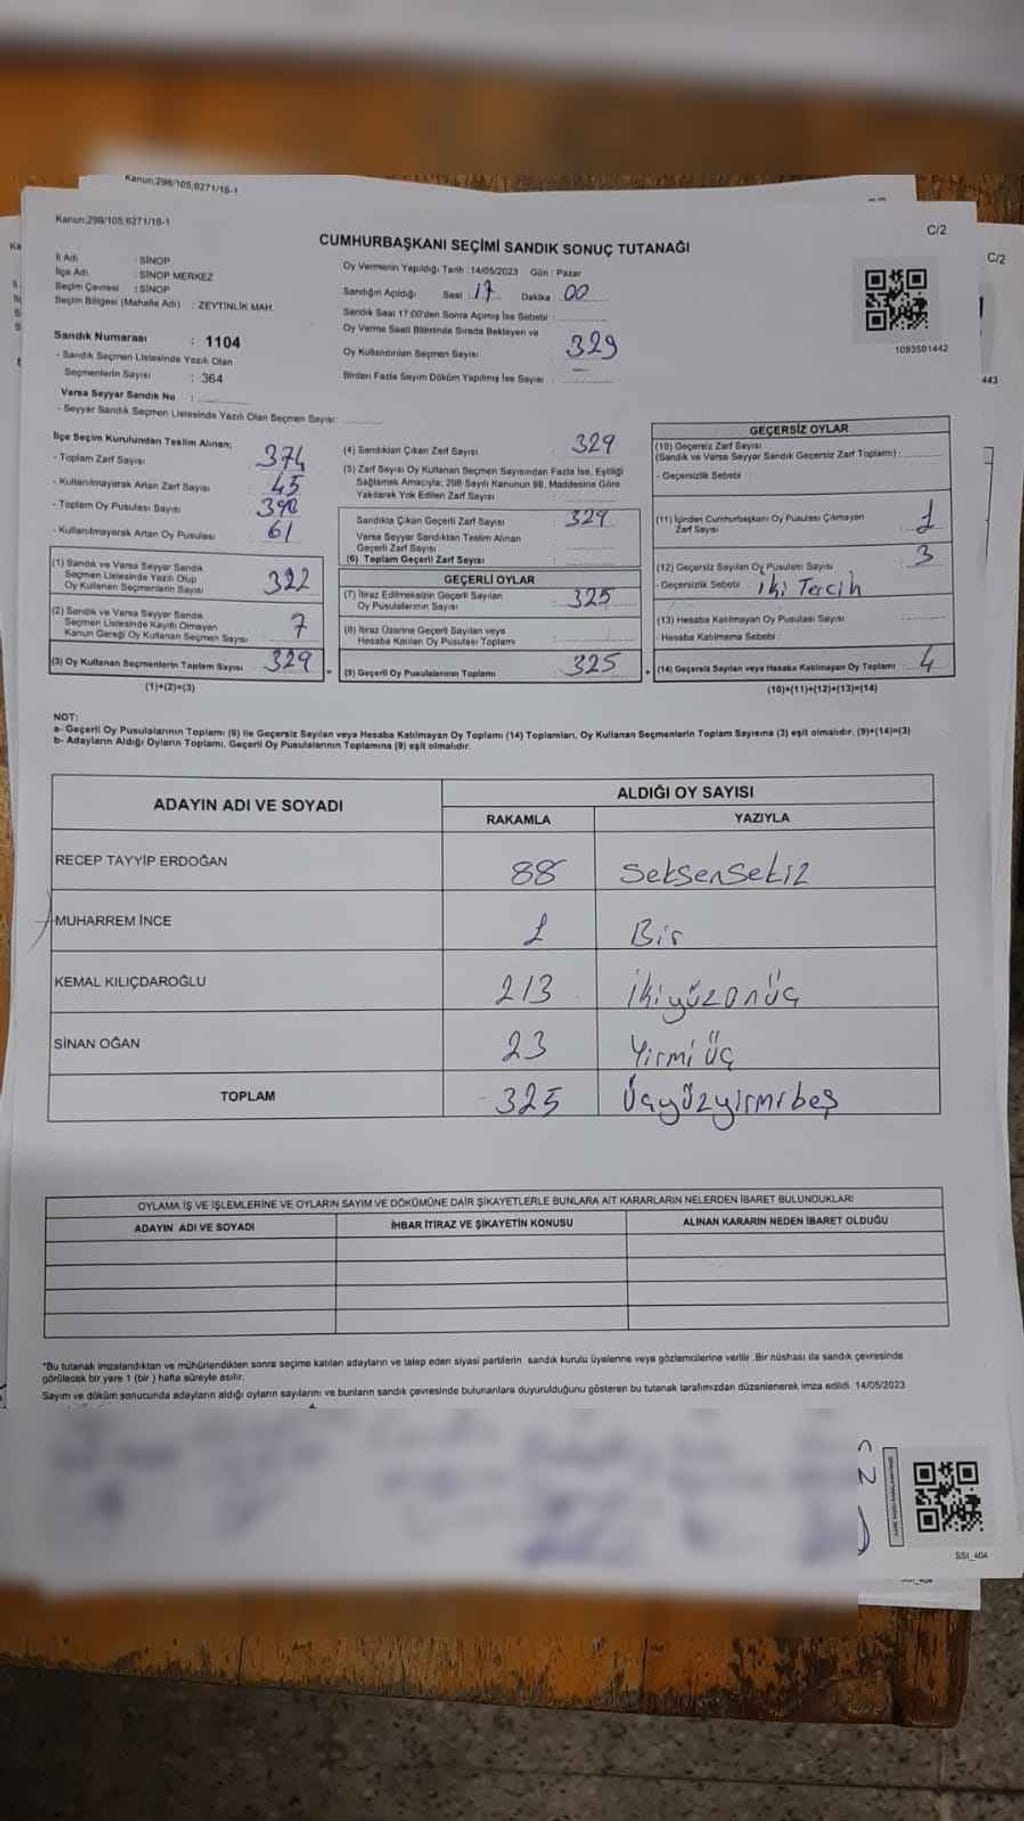 Kanun;298/105;6271/18-1
Kanun;298/105;6271/18-1
C/2
C/2
CUMHURBAŞKANI SEÇİMİ SANDIK SONUÇ TUTANAĞI
İl Adı : SİNOP
İlçe Adı : SİNOP MERKEZ
Seçim Çevresi : SİNOP
Seçim Bölgesi (Mahalle Adı) : ZEYTİNLİK MAH.
Oy Vermenin Yapıldığı Tarih :14/05/2023 Gün : Pazar
Sandığın Açıldığı Saat : 17 Dakika : 00
Sandık Saat 17:00'den Sonra Açılmış İse Sebebi :
Oy Verme Saati Bitiminde Sırada Bekleyen ve
Oy Kullandırılan Seçmen Sayısı : 329
Birden Fazla Sayım Döküm Yapılmış İse Sayısı :
1093501442
443
Sandık Numarası : 1104
- Sandık Seçmen Listesinde Yazılı Olan
Seçmenlerin Sayısı : 364
Varsa Seyyar Sandık No :
- Seyyar Sandık Seçmen Listesinde Yazılı Olan Seçmen Sayısı:
İlçe Seçim Kurulundan Teslim Alınan;
- Toplam Zarf Sayısı 374
- Kullanılmayarak Artan Zarf Sayısı 45
- Toplam Oy Pusulası Sayısı 390
- Kullanılmayarak Artan Oy Pusulası 61
(1) Sandık ve Varsa Seyyar Sandık
Seçmen Listesinde Yazılı Olup
Oy Kullanan Seçmenlerin Sayısı 322
(2) Sandık ve Varsa Seyyar Sandık
Seçmen Listesinde Kayıtlı Olmayan
Kanun Gereği Oy Kullanan Seçmen Sayısı 7
(3) Oy Kullanan Seçmenlerin Toplam Sayısı 329
(1)+(2)=(3)
(4) Sandıktan Çıkan Zarf Sayısı : 329
(5) Zarf Sayısı Oy Kullanan Seçmen Sayısından Fazla İse, Eşitliği
Sağlamak Amacıyla; 298 Sayılı Kanunun 98. Maddesine Göre
Yakılarak Yok Edilen Zarf Sayısı :
Sandıkta Çıkan Geçerli Zarf Sayısı : 329
Varsa Seyyar Sandıktan Teslim Alınan
Geçerli Zarf Sayısı :
(6) Toplam Geçerli Zarf Sayısı :
GEÇERLİ OYLAR
(7) İtiraz Edilmeksizin Geçerli Sayılan
Oy Pusulalarının Sayısı : 325
(8) İtiraz Üzerine Geçerli Sayılan veya
Hesaba Katılan Oy Pusulası Toplamı :
(9) Geçerli Oy Pusulalarının Toplamı : 325
GEÇERSİZ OYLAR
(10) Geçersiz Zarf Sayısı
(Sandık ve Varsa Seyyar Sandık Geçersiz Zarf Toplamı) :
- Geçersizlik Sebebi :
(11) İçinden Cumhurbaşkanı Oy Pusulası Çıkmayan
Zarf Sayısı : 1
(12) Geçersiz Sayılan Oy Pusulası Sayısı : 3
- Geçersizlik Sebebi : iki Tercih
(13) Hesaba Katılmayan Oy Pusulası Sayısı :
- Hesaba Katılmama Sebebi :
(14) Geçersiz Sayılan veya Hesaba Katılmayan Oy Toplamı : 4
(10)+(11)+(12)+(13)=(14)
NOT:
a- Geçerli Oy Pusulalarının Toplamı (9) ile Geçersiz Sayılan veya Hesaba Katılmayan Oy Toplamı (14) Toplamları, Oy Kullanan Seçmenlerin Toplam Sayısına (3) eşit olmalıdır. (9)+(14)=(3)
b- Adayların Aldığı Oyların Toplamı, Geçerli Oy Pusulalarının Toplamına (9) eşit olmalıdır.
ADAYIN ADI VE SOYADI
ALDIĞI OY SAYISI
RAKAMLA YAZIYLA
RECEP TAYYİP ERDOĞAN 88 Seksensekiz
MUHARREM İNCE 1 Bir
KEMAL KILIÇDAROĞLU 213 ikiyüzonüç
SİNAN OĞAN 23 Yirmi üç
TOPLAM 325 Üçyüzyirmibeş
OYLAMA İŞ VE İŞLEMLERİNE VE OYLARIN SAYIM VE DÖKÜMÜNE DAİR ŞİKAYETLERLE BUNLARA AİT KARARLARIN NELERDEN İBARET BULUNDUKLARI
ADAYIN ADI VE SOYADI İHBAR İTİRAZ VE ŞİKAYETİN KONUSU ALINAN KARARIN NEDEN İBARET OLDUĞU
*Bu tutanak imzalandıktan ve mühürlendikten sonra seçime katılan adayların ve talep eden siyasi partilerin sandık kurulu üyelerine veya gözlemcilerine verilir. Bir nüshası da sandık çevresinde
görülecek bir yere 1 (bir ) hafta süreyle asılır.
Sayım ve döküm sonucunda adayların aldığı oyların sayılarını ve bunların sandık çevresinde bulunanlara duyurulduğunu gösteren bu tutanak tarafımızdan düzenlenerek imza edildi. 14/05/2023
SSt_404